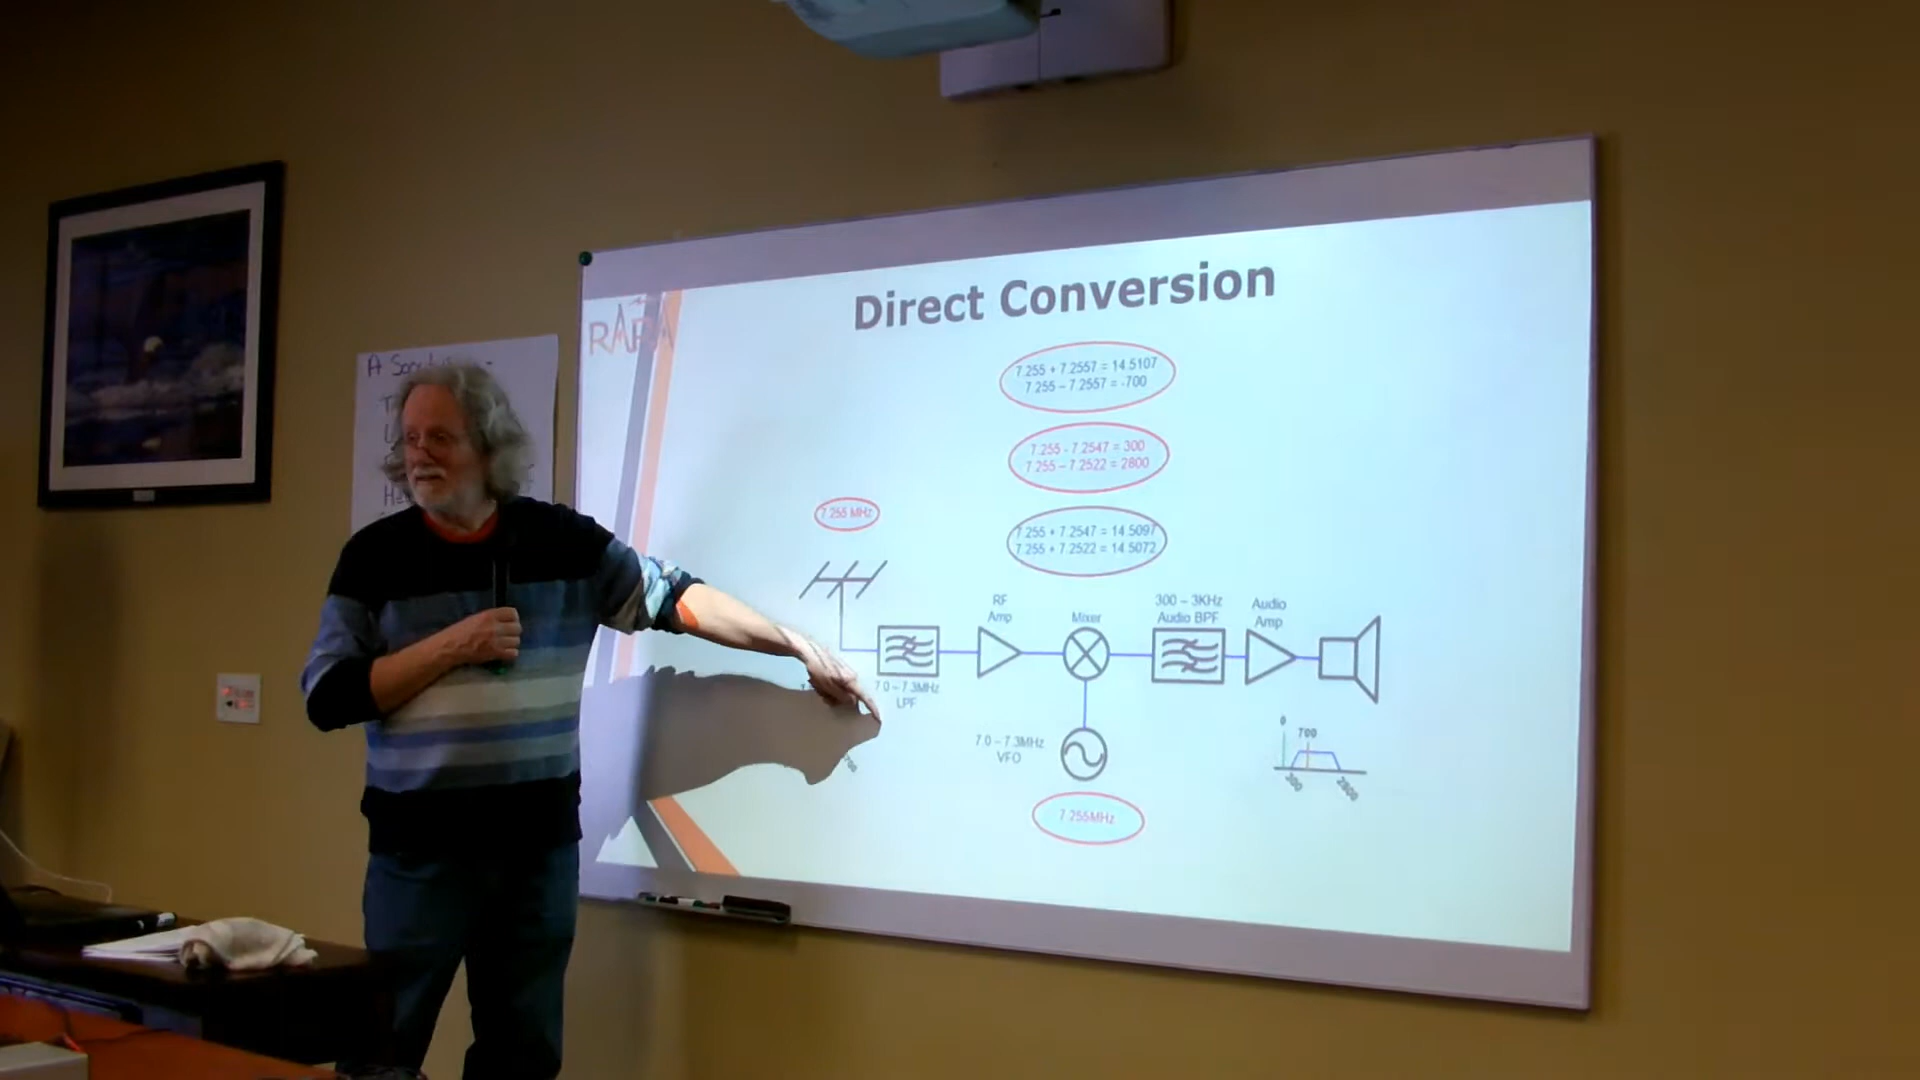 Direct Conversion
RAPA
7.255 + 7.2557 = 14.5107
7.255 – 7.2557 = -700
7.255 - 7.2547 = 300
7.255 – 7.2522 = 2800
7.255 + 7.2547 = 14.5097
7.255 + 7.2522 = 14.5072
7.255 MHz
RF
Amp
Mixer
300 – 3KHz
Audio BPF
Audio
Amp
7.0 – 7.3MHz
LPF
7.0 – 7.3MHz
VFO
7.255MHz
0
700
300
2800
A